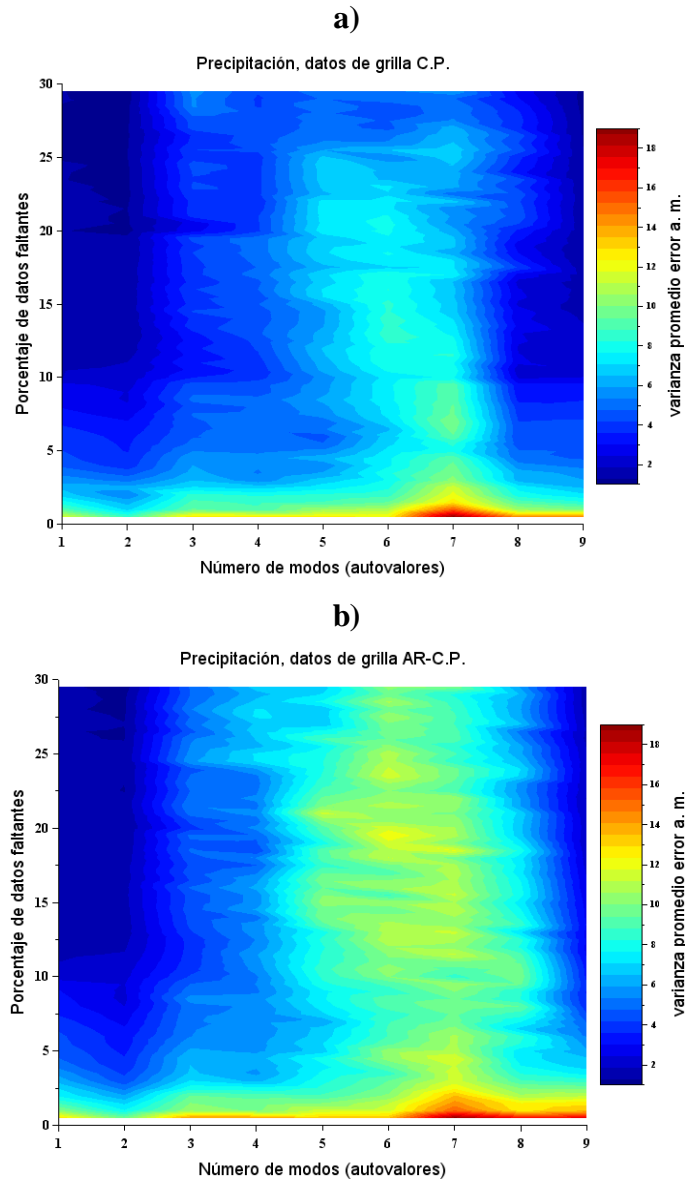 a)
Precipitación, datos de grilla C.P.
30
25
20
15
10
5
0
Porcentaje de datos faltantes
1 2 3 4 5 6 7 8 9
Número de modos (autovalores)
18
16
14
12
10
8
6
4
2
varianza promedio error a. m.
b)
Precipitación, datos de grilla AR-C.P.
30
25
20
15
10
5
0
Porcentaje de datos faltantes
1 2 3 4 5 6 7 8 9
Número de modos (autovalores)
18
16
14
12
10
8
6
4
2
varianza promedio error a. m.